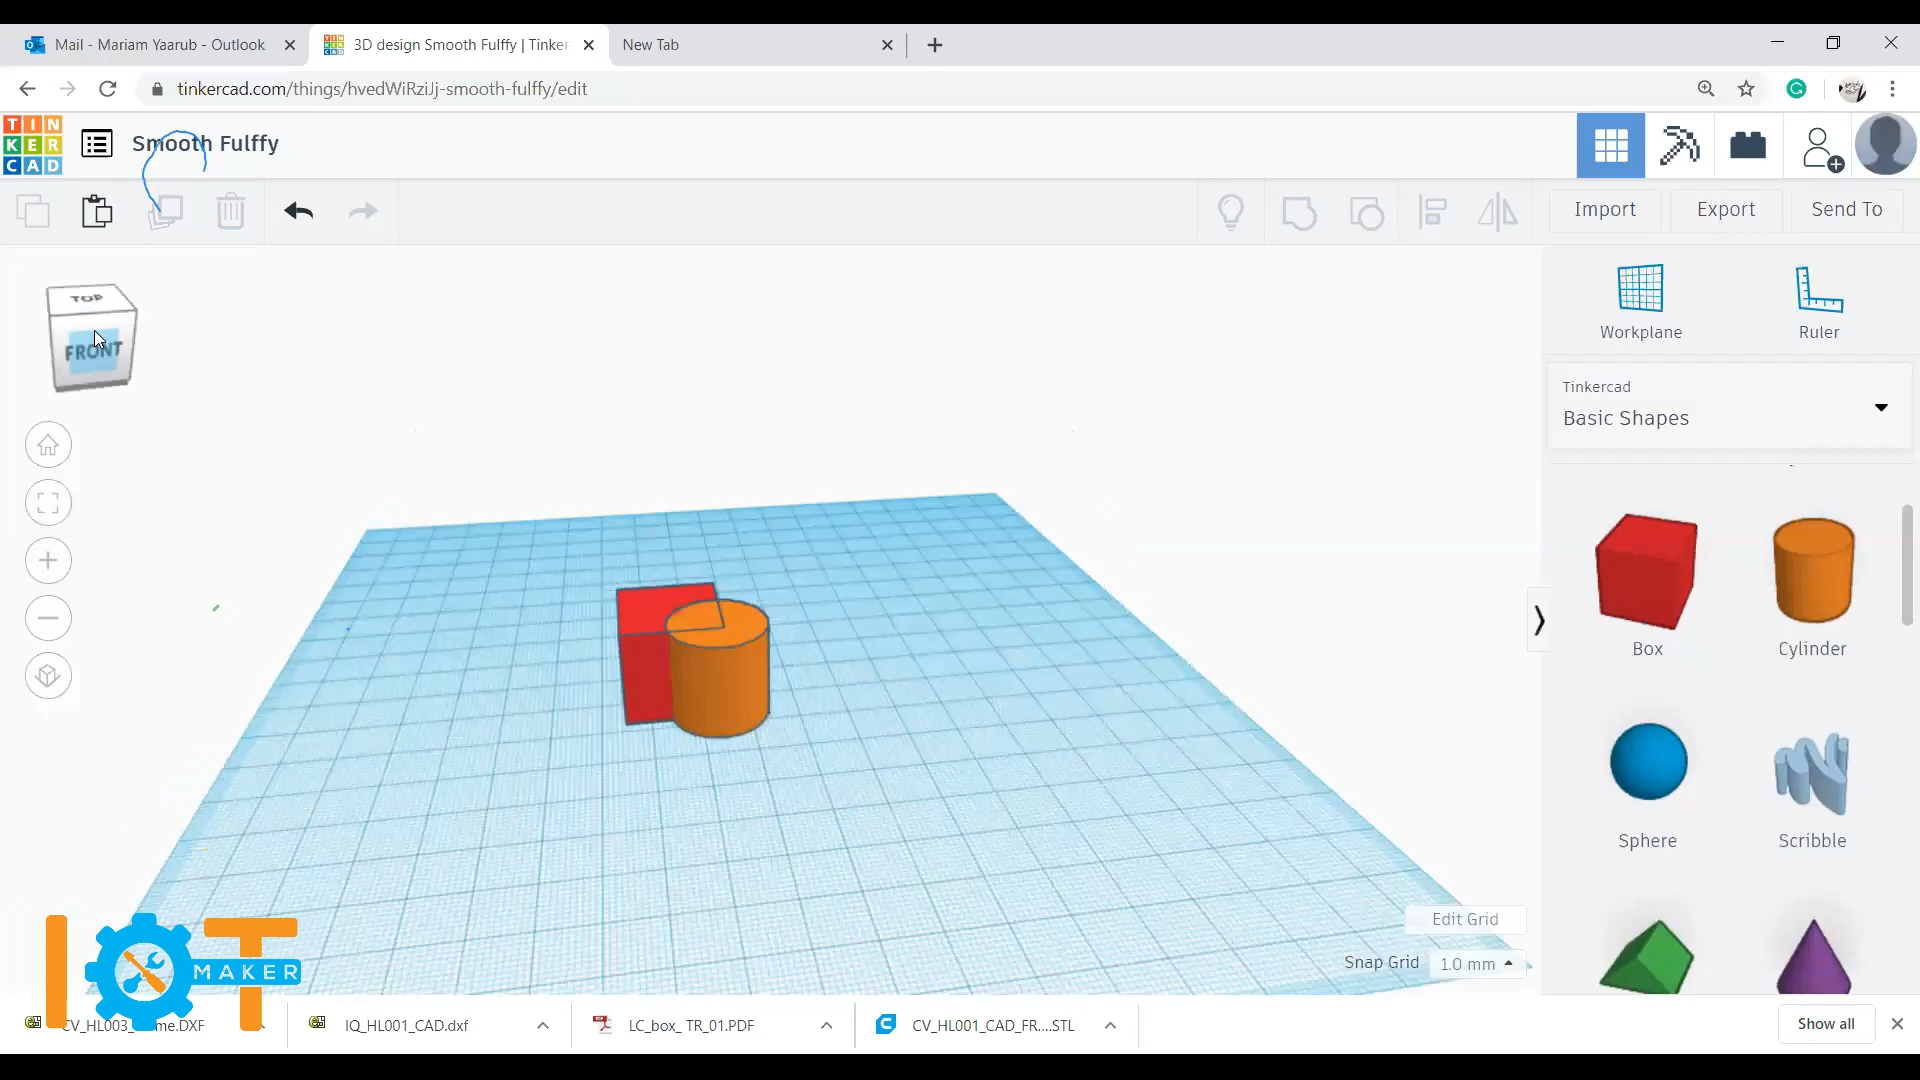 Mail - Mariam Yaarub - Outlook
3D design Smooth Fulffy | Tinker
New Tab
tinkercad.com/things/hvedWiRziJj-smooth-fulffy/edit
TIN
KER
CAD
Smooth Fulffy
Import
Export
Send To
TOP
FRONT
Workplane
Ruler
Tinkercad
Basic Shapes
Box
Cylinder
Sphere
Scribble
Edit Grid
Snap Grid
1.0 mm
IOT
MAKER
IQ_HL001_CAD.dxf
LC_box_ TR_01.PDF
CV_HL001_CAD_FR....STL
Show all